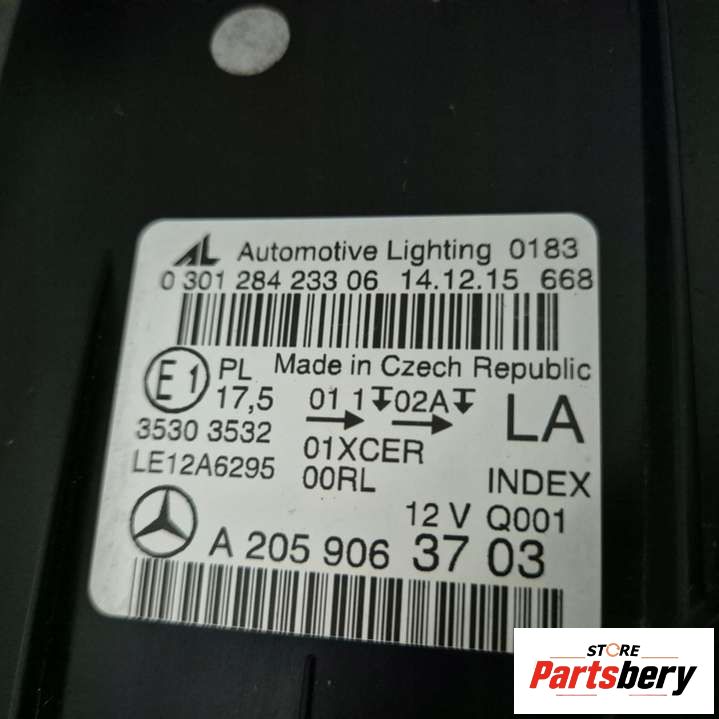 AL Automotive Lighting 0183
0 301 284 233 06 14.12.15 668
Made in Czech Republic
E1 PL 17,5
01 1 02A
LA
3530 3532
01XCER
LE12A6295
00RL
INDEX
12 V Q001
A 205 906 37 03
STORE
Partsbery